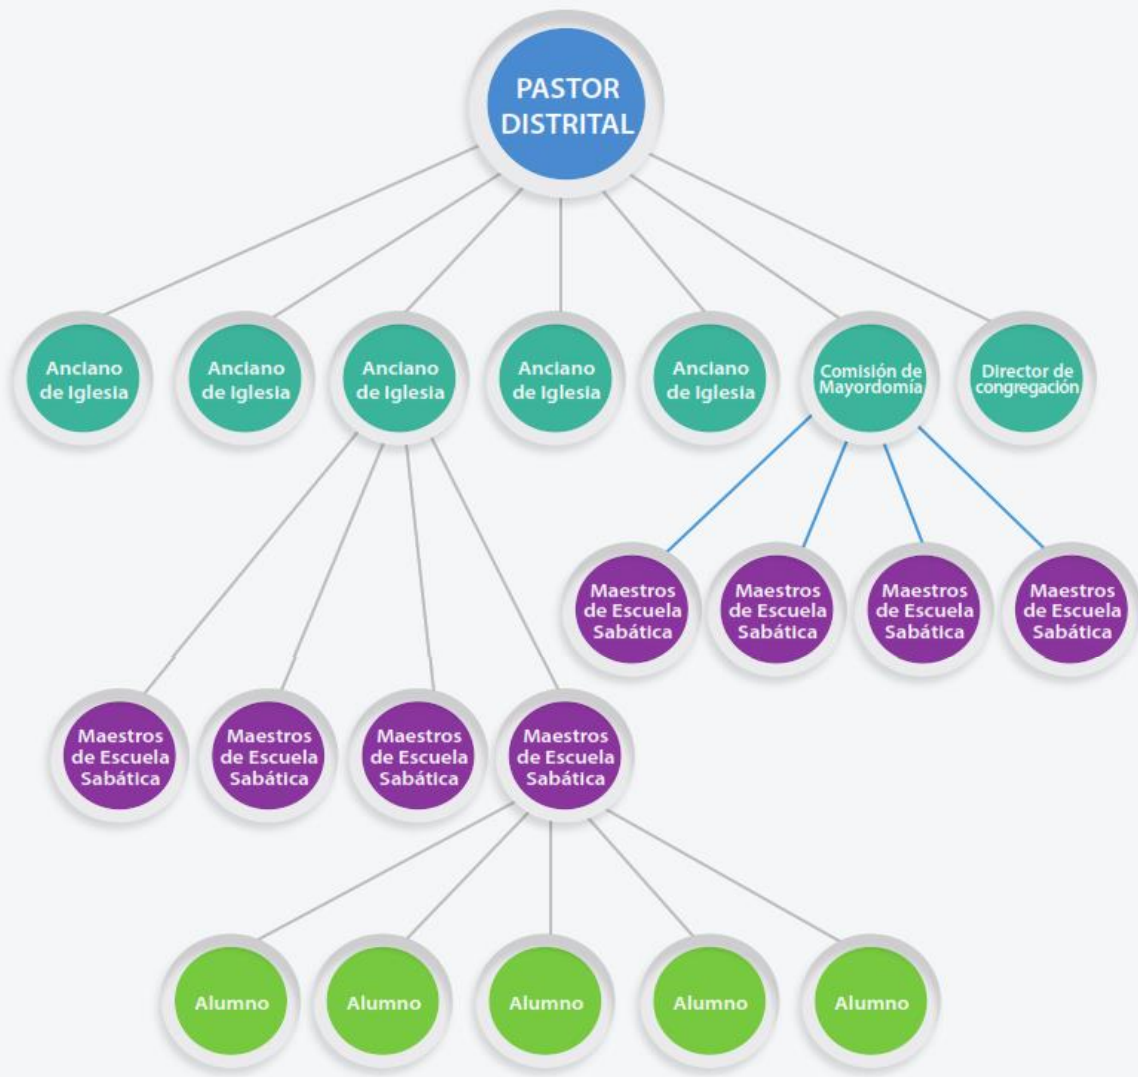 PASTOR
DISTRITAL
Anciano
de Iglesia
Anciano
de Iglesia
Anciano
de Iglesia
Anciano
de Iglesia
Anciano
de Iglesia
Comisión de
Mayordomía
Director de
congregación
Maestros
de Escuela
Sabática
Maestros
de Escuela
Sabática
Maestros
de Escuela
Sabática
Maestros
de Escuela
Sabática
Maestros
de Escuela
Sabática
Maestros
de Escuela
Sabática
Maestros
de Escuela
Sabática
Maestros
de Escuela
Sabática
Alumno
Alumno
Alumno
Alumno
Alumno